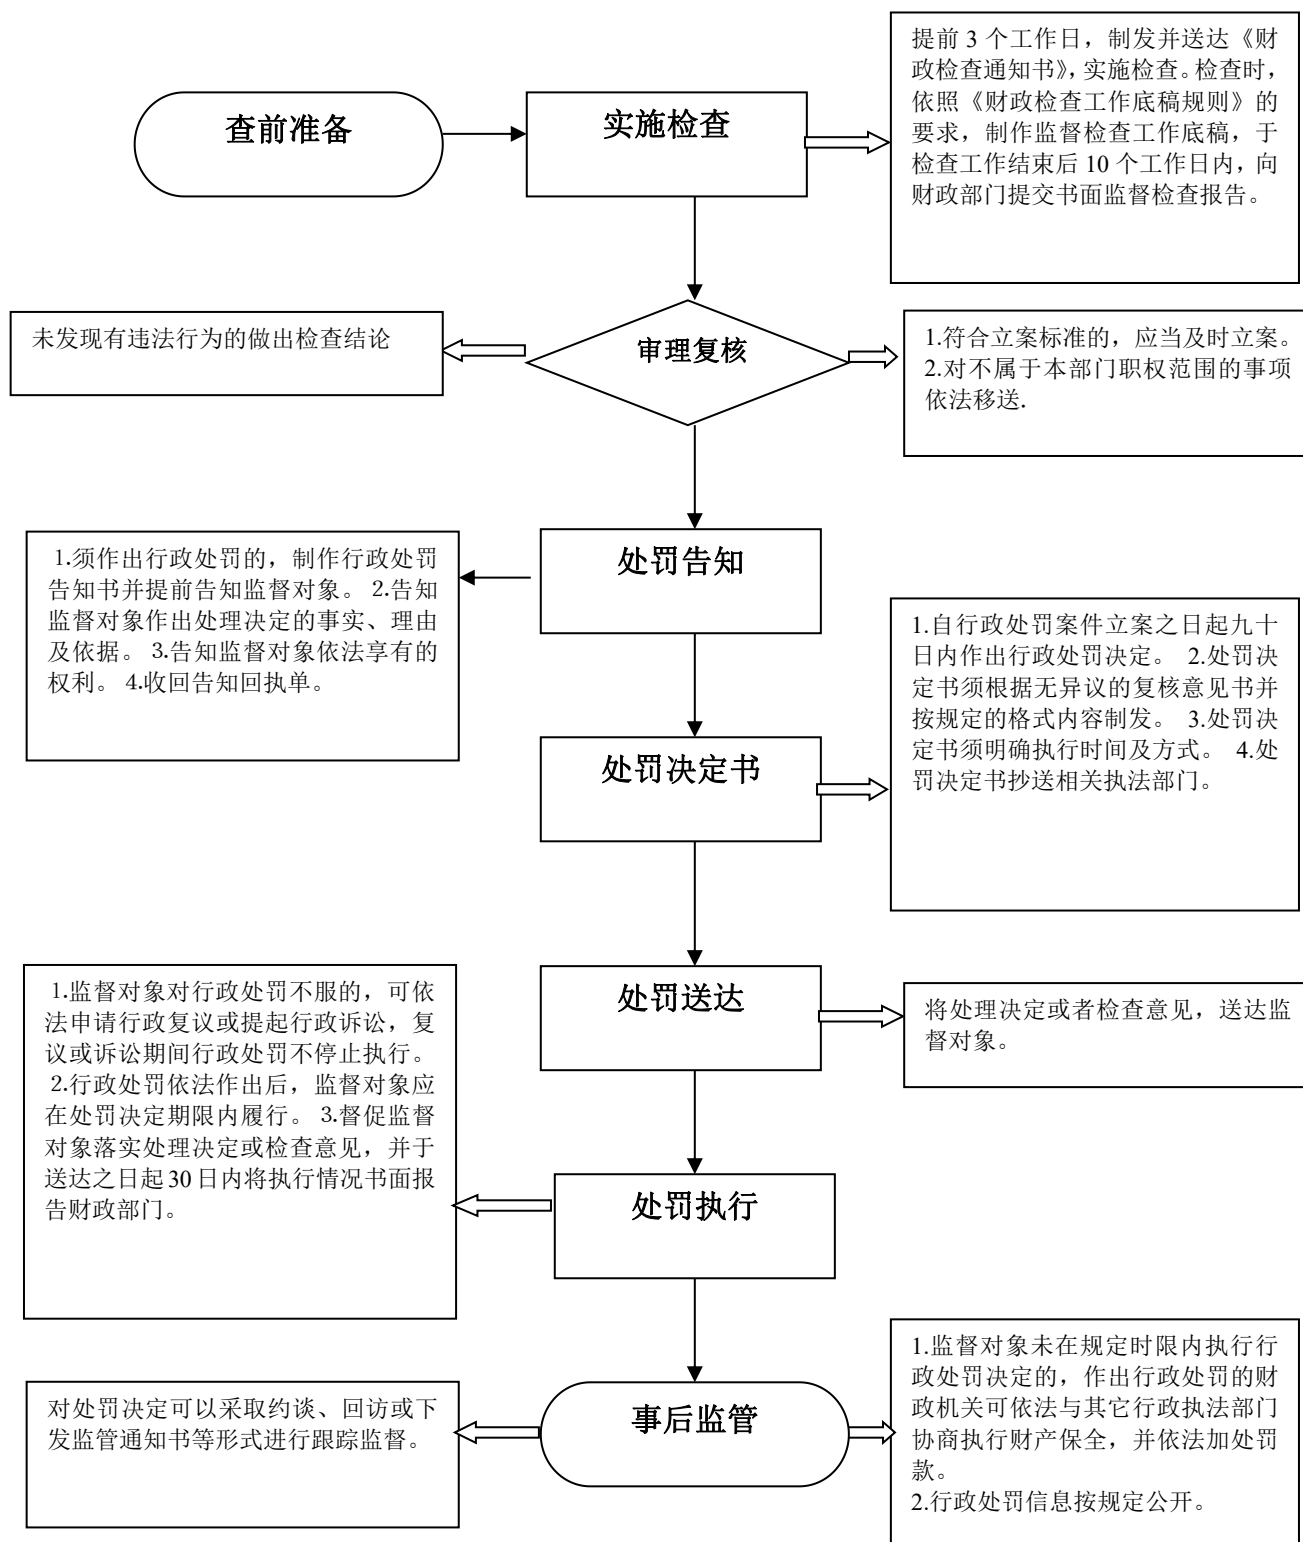 查前准备
实施检查
提前 3 个工作日，制发并送达《财
政检查通知书》，实施检查。检查时，
依照《财政检查工作底稿规则》的
要求，制作监督检查工作底稿，于
检查工作结束后 10 个工作日内，向
财政部门提交书面监督检查报告。
未发现有违法行为的做出检查结论
审理复核
1.符合立案标准的，应当及时立案。
2.对不属于本部门职权范围的事项
依法移送.
处罚告知
1.须作出行政处罚的，制作行政处罚
告知书并提前告知监督对象。 2.告知
监督对象作出处理决定的事实、理由
及依据。 3.告知监督对象依法享有的
权利。 4.收回告知回执单。
处罚决定书
1.自行政处罚案件立案之日起九十
日内作出行政处罚决定。 2.处罚决
定书须根据无异议的复核意见书并
按规定的格式内容制发。 3.处罚决
定书须明确执行时间及方式。 4.处
罚决定书抄送相关执法部门。
处罚送达
将处理决定或者检查意见，送达监
督对象。
1.监督对象对行政处罚不服的，可依
法申请行政复议或提起行政诉讼，复
议或诉讼期间行政处罚不停止执行。
2.行政处罚依法作出后，监督对象应
在处罚决定期限内履行。 3.督促监督
对象落实处理决定或检查意见，并于
送达之日起 30 日内将执行情况书面报
告财政部门。
处罚执行
事后监管
对处罚决定可以采取约谈、回访或下
发监管通知书等形式进行跟踪监督。
1.监督对象未在规定时限内执行行
政处罚决定的，作出行政处罚的财
政机关可依法与其它行政执法部门
协商执行财产保全，并依法加处罚
款。
2.行政处罚信息按规定公开。